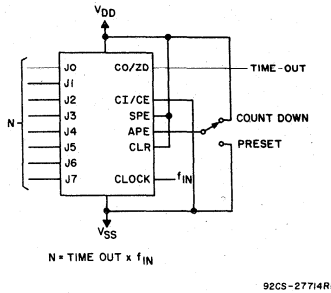 VDD
J0 CO/ZD TIME-OUT
J1
J2 CI/CE
J3 SPE COUNT DOWN
N J4 APE
J5 CLR PRESET
J6
J7 CLOCK fIN
VSS
N = TIME OUT x fIN
92CS-27714R